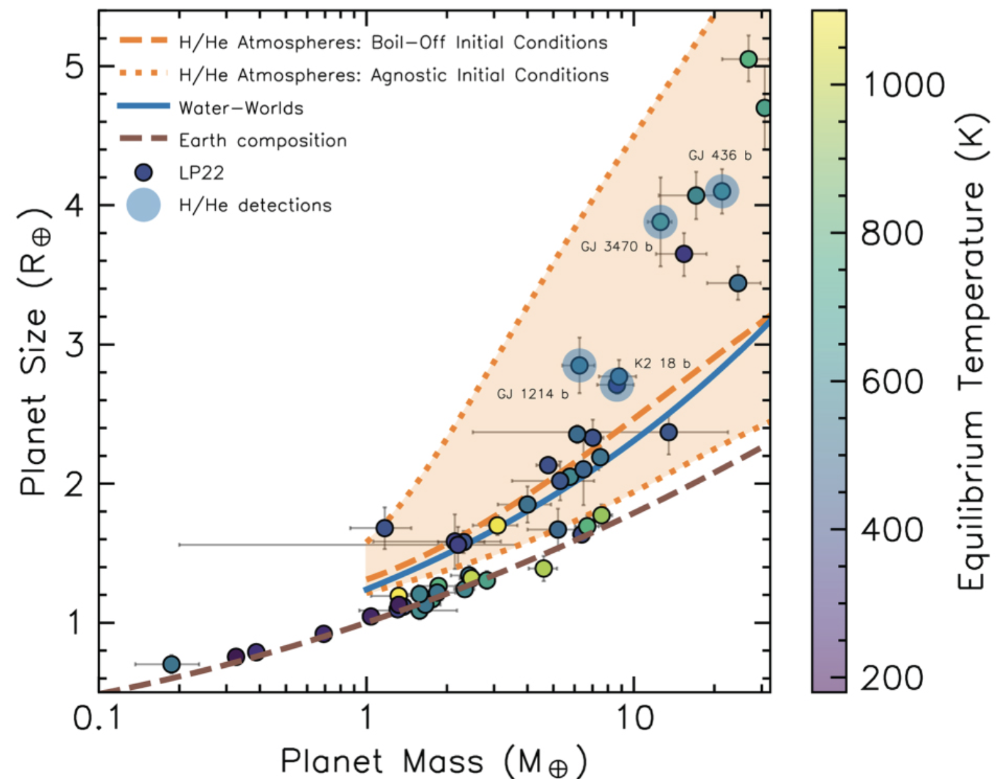 H/He Atmospheres: Boil-Off Initial Conditions
H/He Atmospheres: Agnostic Initial Conditions
Water-Worlds
Earth composition
LP22
H/He detections
GJ 436 b
GJ 3470 b
K2 18 b
GJ 1214 b
5
4
3
2
1
Planet Size (R⊕)
0.1
1
10
Planet Mass (M⊕)
1000
800
600
400
200
Equilibrium Temperature (K)